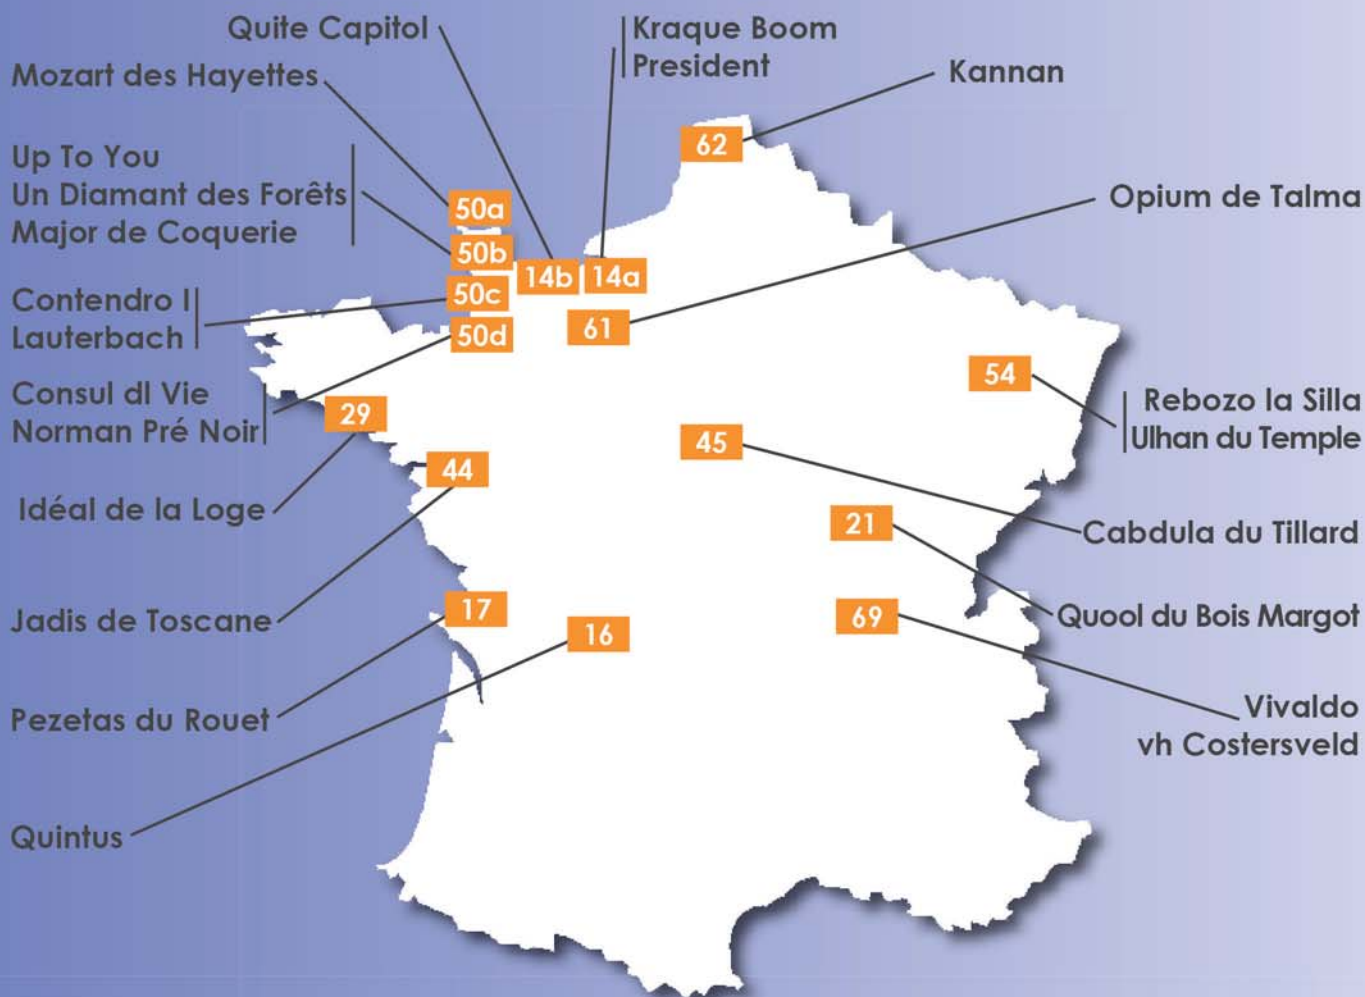 Quite Capitol
Kraque Boom
President
Mozart des Hayettes
Kannan
62
Up To You
Un Diamant des Forêts
Major de Coquerie
50a
Opium de Talma
50b
14b
14a
Contendro I
Lauterbach
50c
61
50d
54
Consul dl Vie
Norman Pré Noir
29
Rebozo la Silla
Ulhan du Temple
45
44
Idéal de la Loge
21
Cabdula du Tillard
Jadis de Toscane
17
16
69
Quool du Bois Margot
Pezetas du Rouet
Vivaldo
vh Costersveld
Quintus